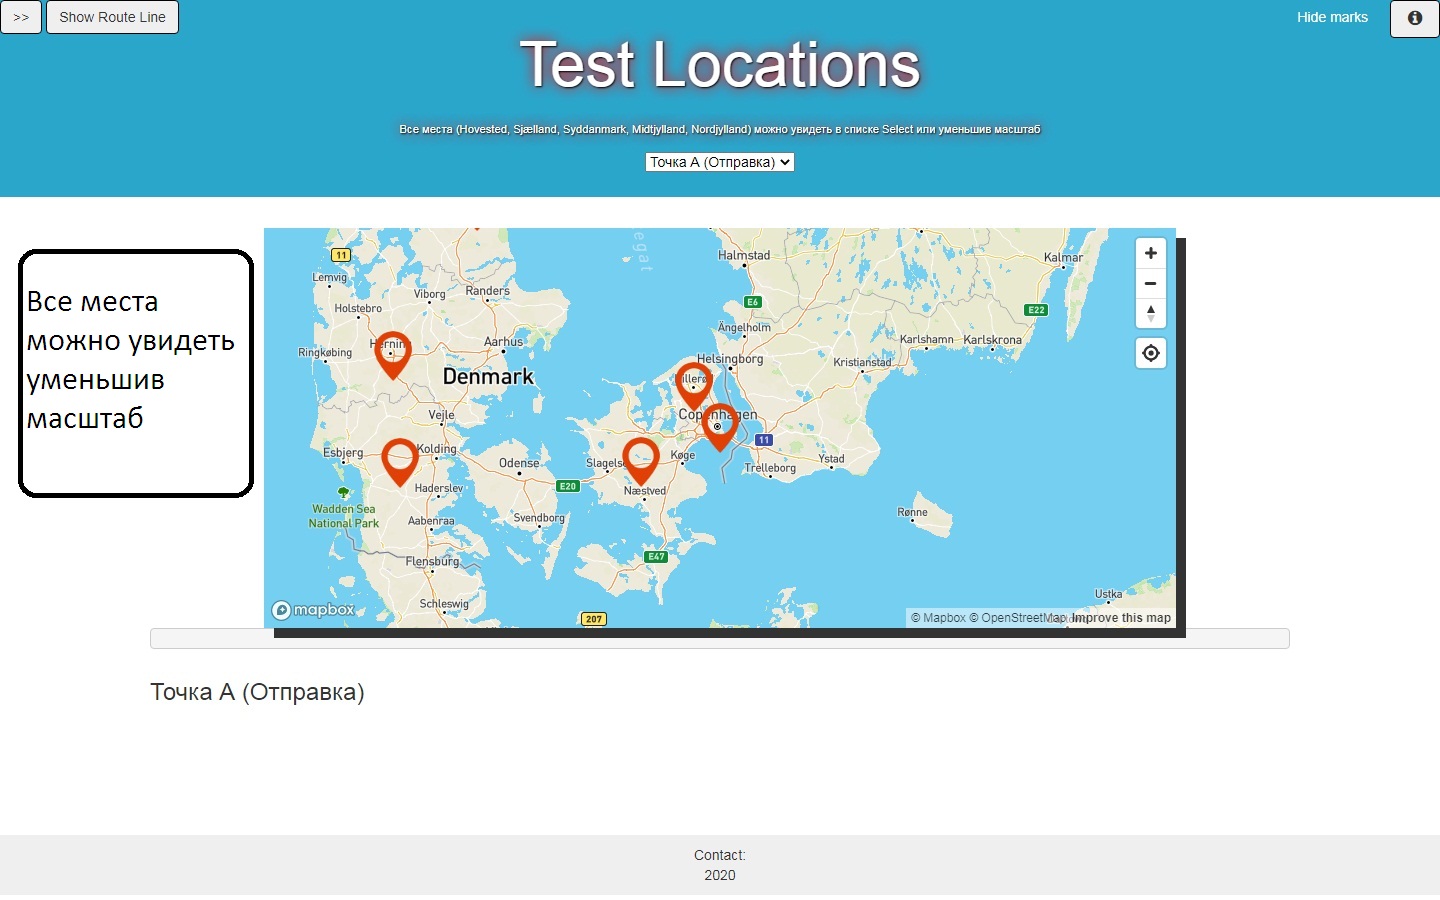 >> Show Route Line Hide marks
Test Locations
Все места (Hovested, Sjælland, Syddanmark, Midtjylland, Nordjylland) можно увидеть в списке Select или уменьшив масштаб
Точка А (Отправка)
Все места
можно увидеть
уменьшив
масштаб
egat
11
Lemvig
Viborg
Randers
Holstebro
Ringkøbing
Herning
Aarhus
Denmark
Vejle
Esbjerg
Kolding
Haderslev
Wadden Sea
National Park
Aabenraa
Flensburg
Schleswig
Odense
Svendborg
E20
Slagelse
Køge
Næstved
E47
207
Halmstad
E6
Ängelholm
Helsingborg
Hillerød
Copenhagen
11
Trelleborg
Ystad
Kristianstad
Karlshamn
Karlskrona
E22
Kalmar
Rønne
Ustka
mapbox
© Mapbox © OpenStreetMap Improve this map
Точка А (Отправка)
Contact:
2020